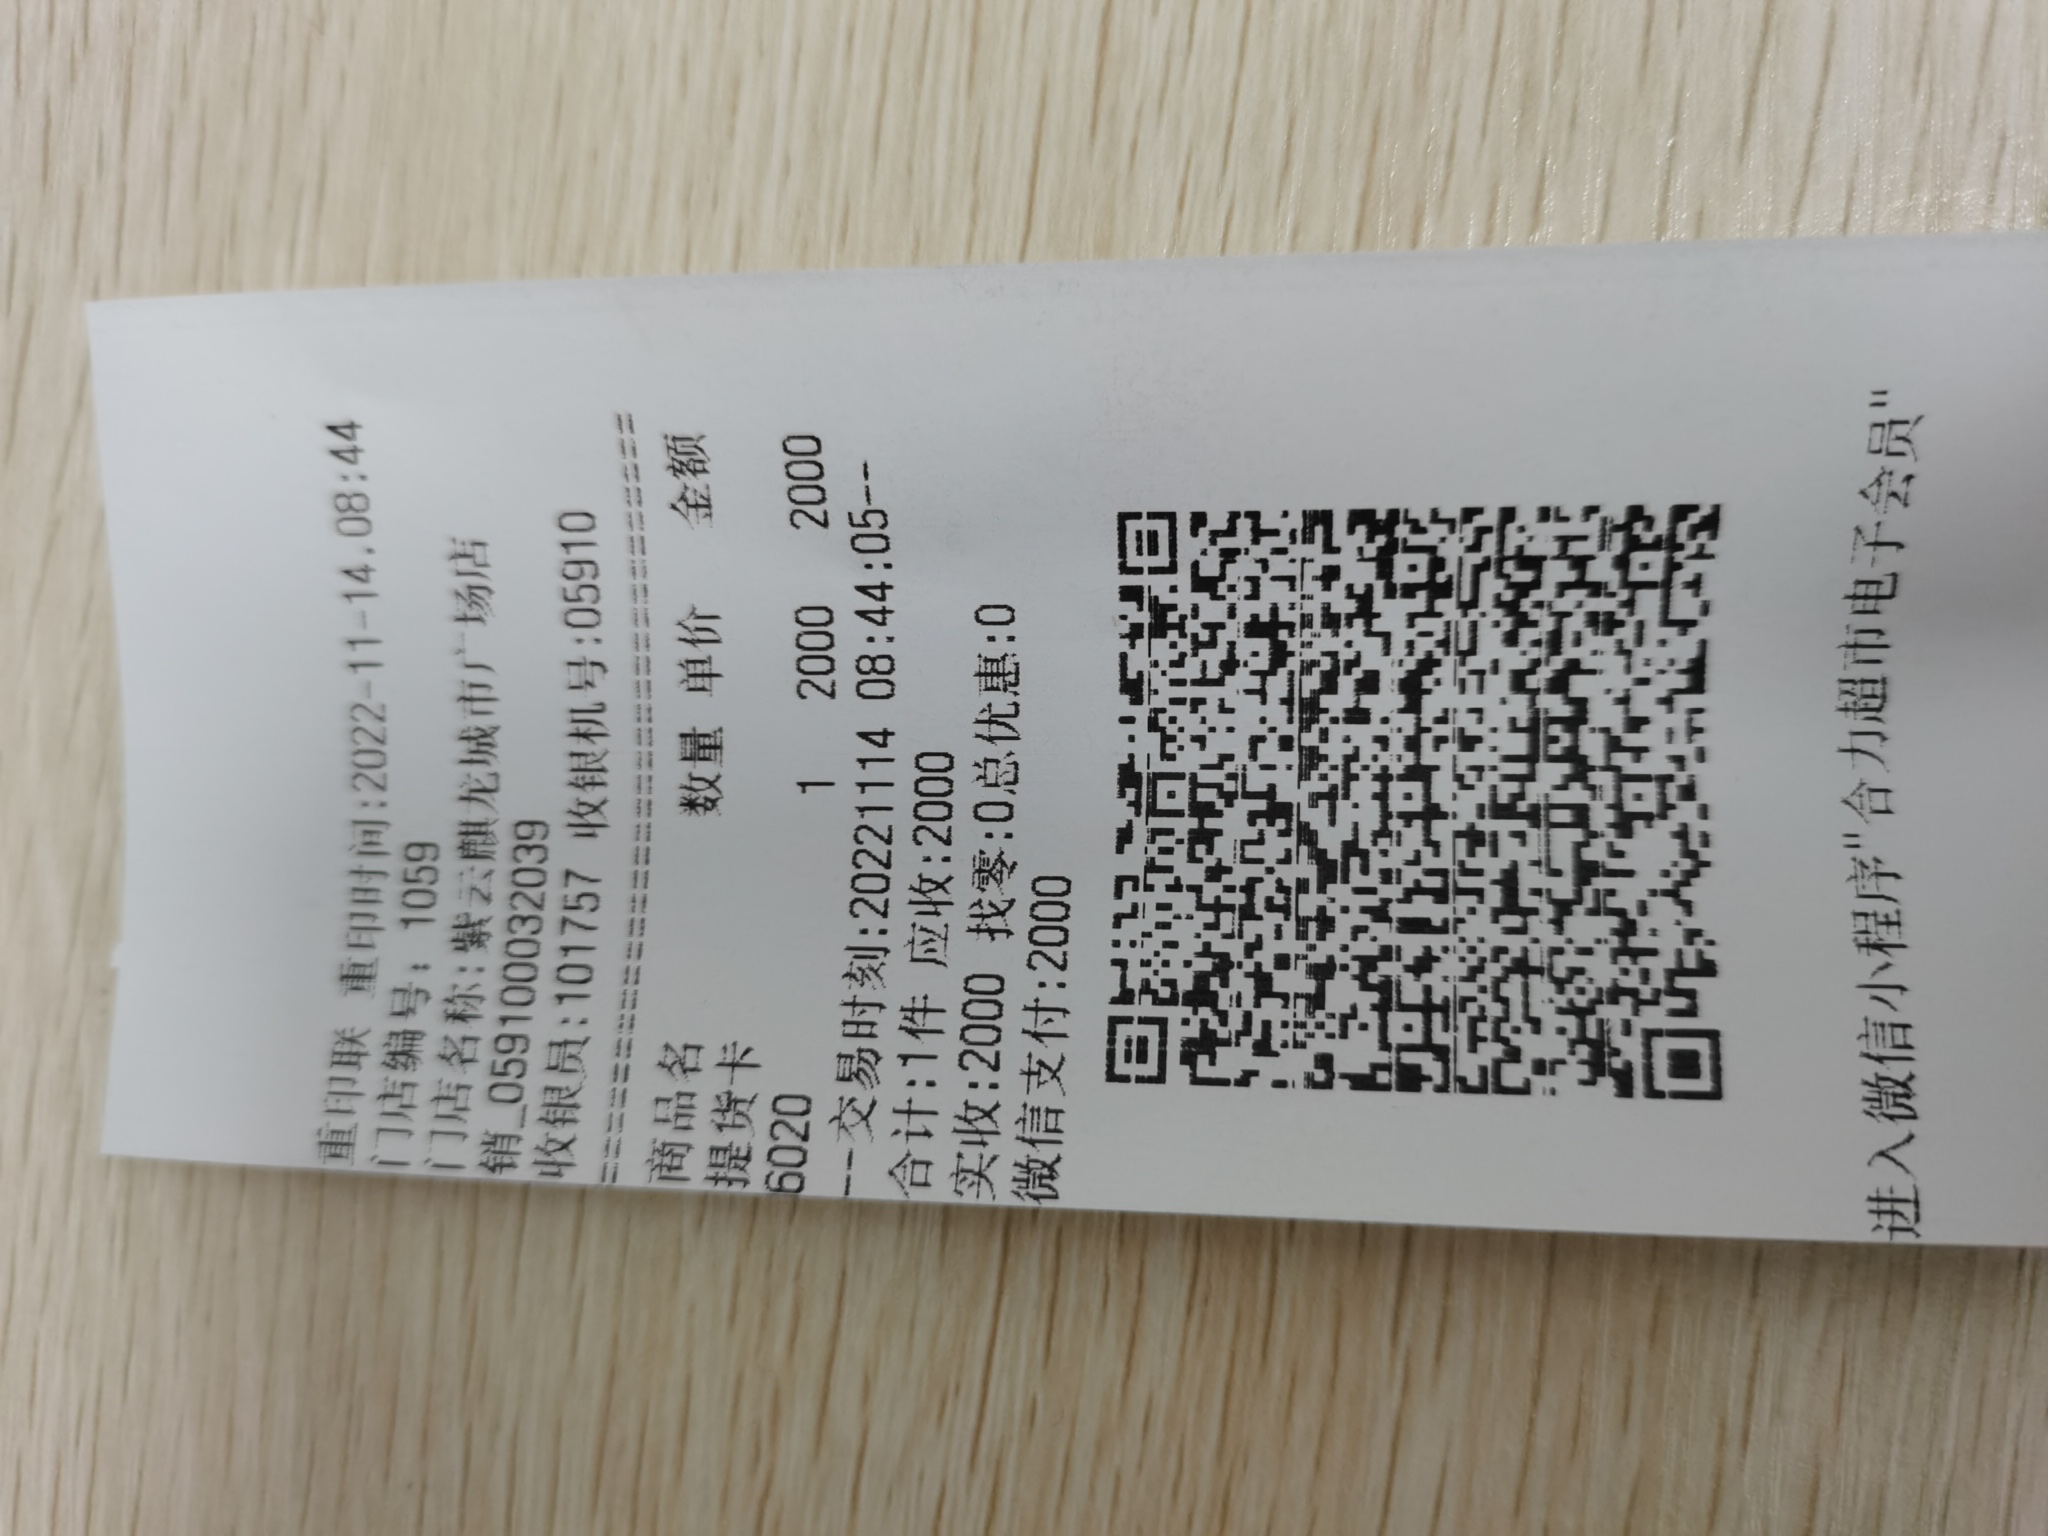 重印联 重印时间:2022-11-14.08:44
门店编号: 1059
门店名称:紫云麒龙城市广场店
销_0591000032039
收银员:101757 收银机号:05910
商品名 数量 单价 金额
提货卡
6020 1 2000 2000
--交易时刻:20221114 08:44:05--
合计:1件 应收:2000
实收:2000 找零:0总优惠:0
微信支付:2000
进入微信小程序"合力超市电子会员"